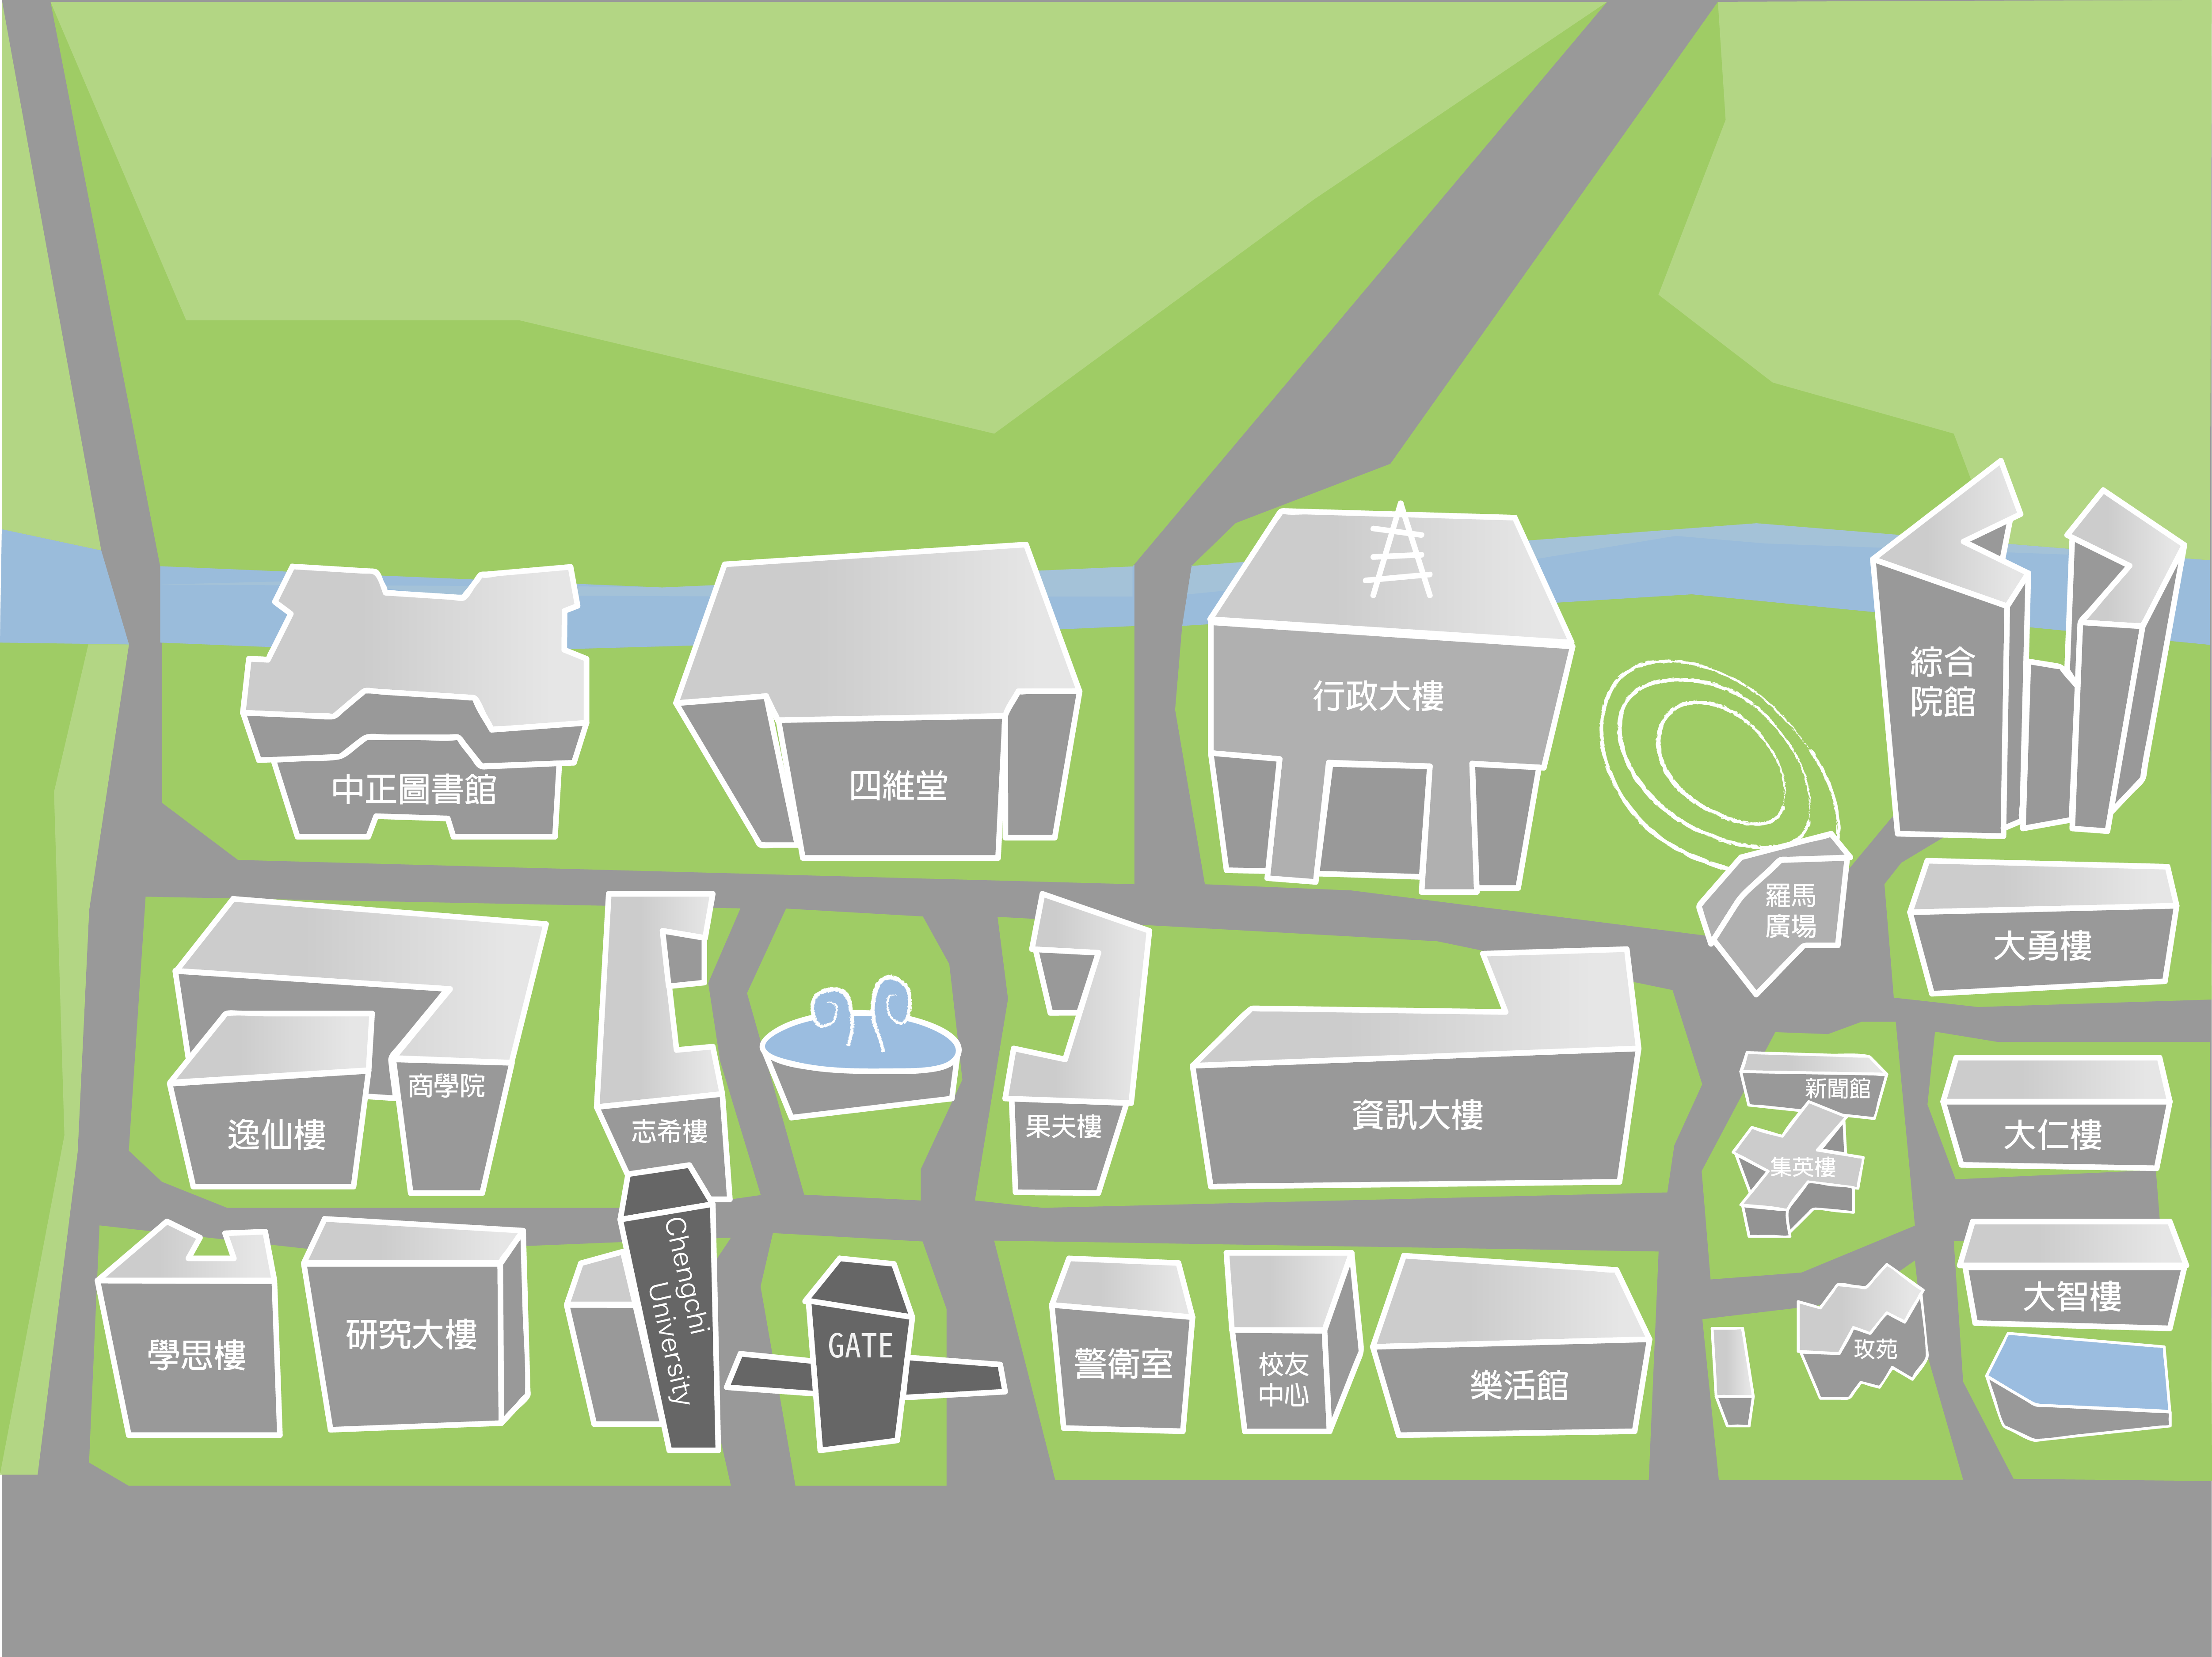 綜合
院館
行政大樓
中正圖書館
四維堂
羅馬
廣場
大勇樓
商學院
逸仙樓
志希樓
果夫樓
資訊大樓
新聞館
集英樓
大仁樓
Chengchi
University
學思樓
研究大樓
GATE
警衛室
校友
中心
樂活館
玫苑
大智樓